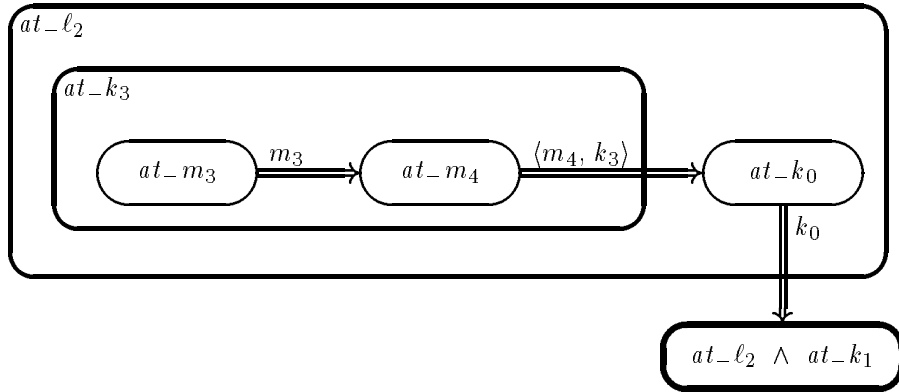 at_ℓ₂
at_k₃
at_m₃ m₃ at_m₄ ⟨m₄, k₃⟩ at_k₀
k₀
at_ℓ₂ ∧ at_k₁